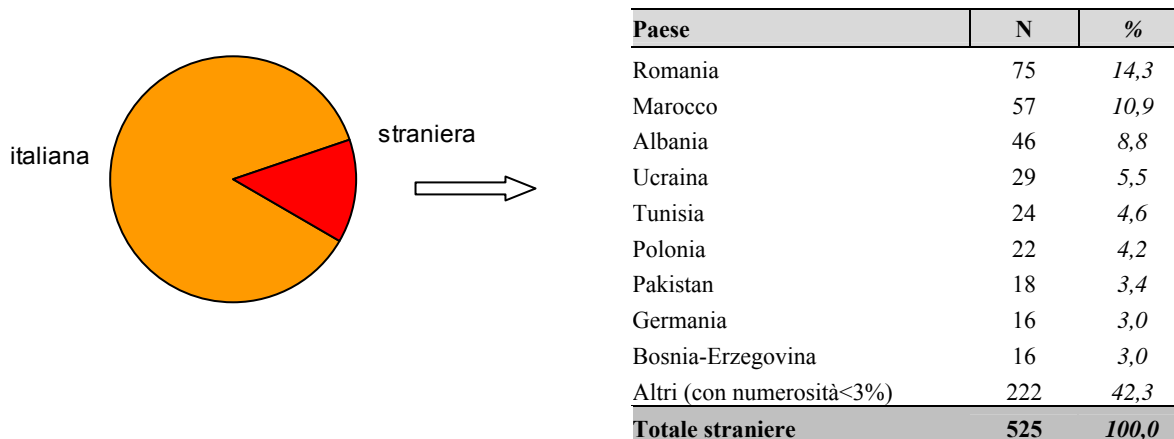 italiana
straniera
Paese N %
Romania 75 14,3
Marocco 57 10,9
Albania 46 8,8
Ucraina 29 5,5
Tunisia 24 4,6
Polonia 22 4,2
Pakistan 18 3,4
Germania 16 3,0
Bosnia-Erzegovina 16 3,0
Altri (con numerosità<3%) 222 42,3
Totale straniere 525 100,0